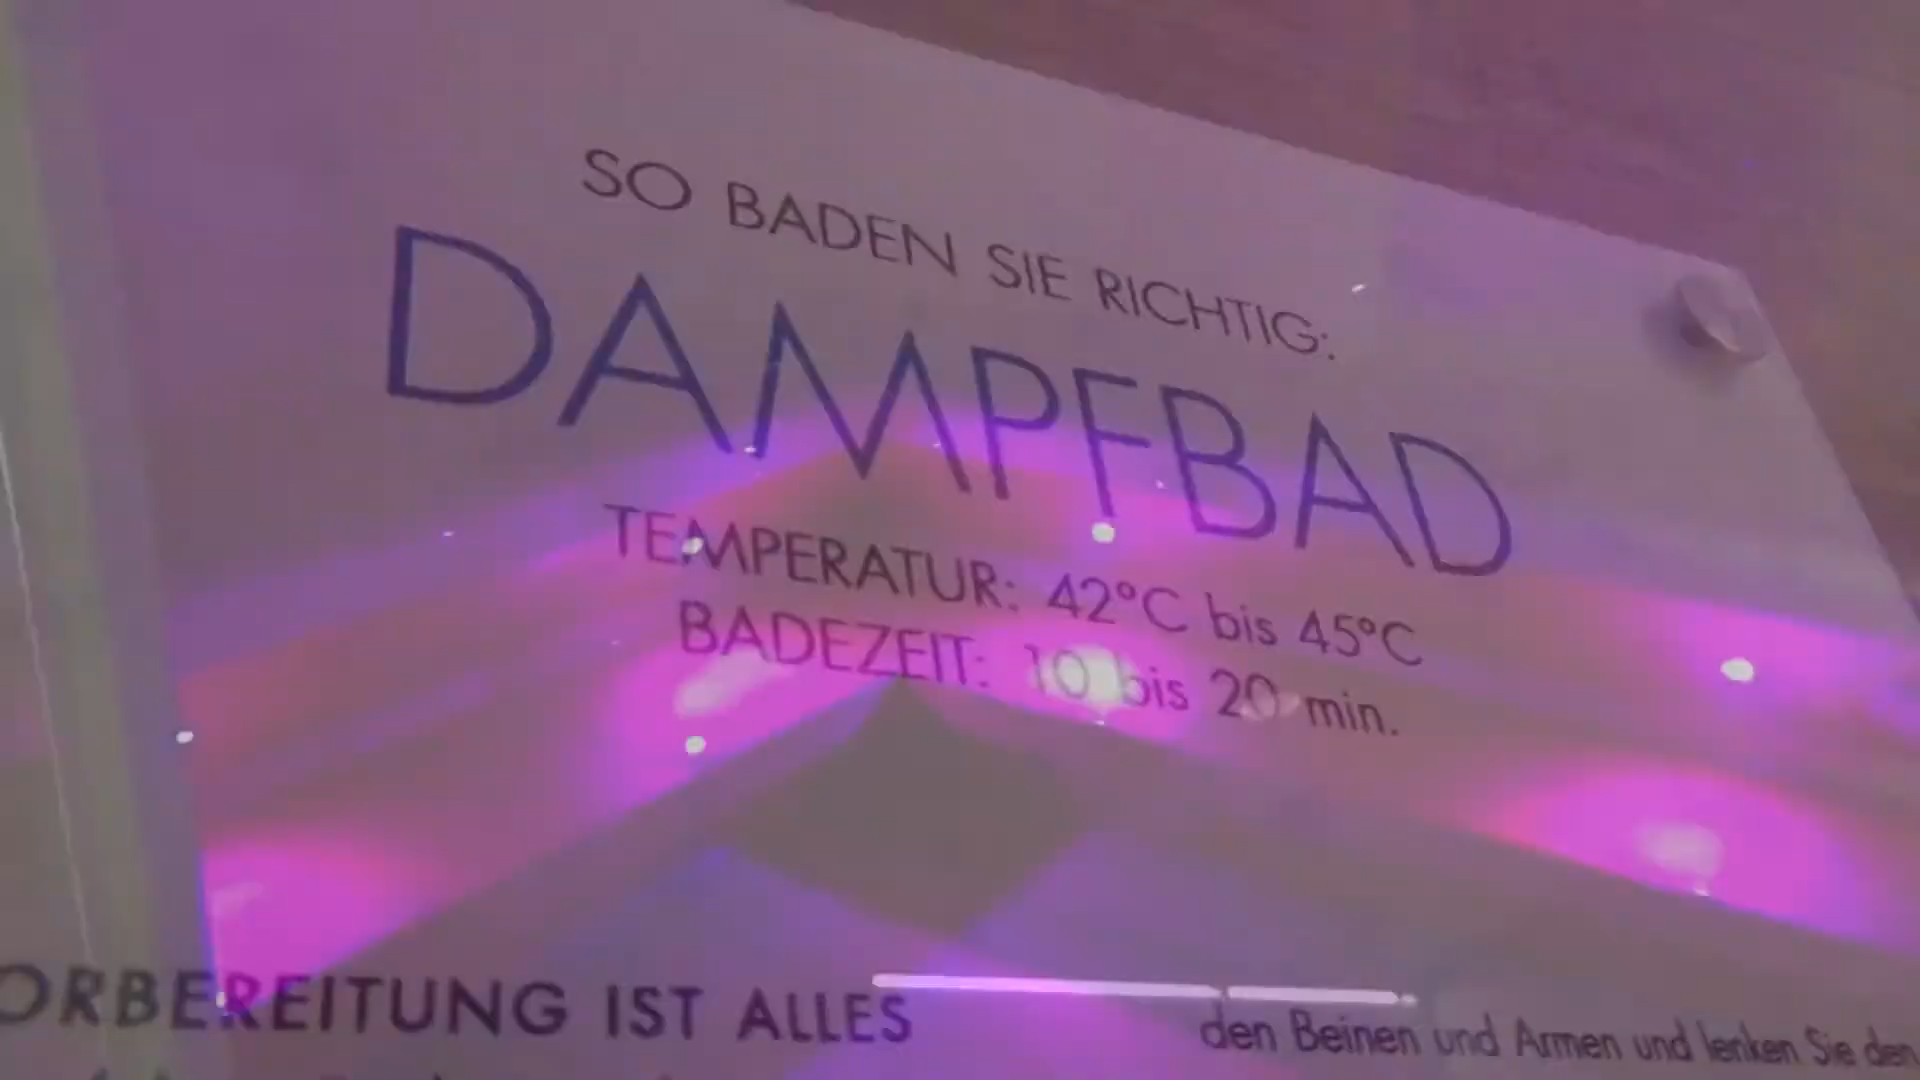 SO BADEN SIE RICHTIG:
DAMPFBAD
TEMPERATUR: 42°C bis 45°C
BADEZEIT: 10 bis 20 min.
ORBEREITUNG IST ALLES
den Beinen und Armen und lenken Sie den